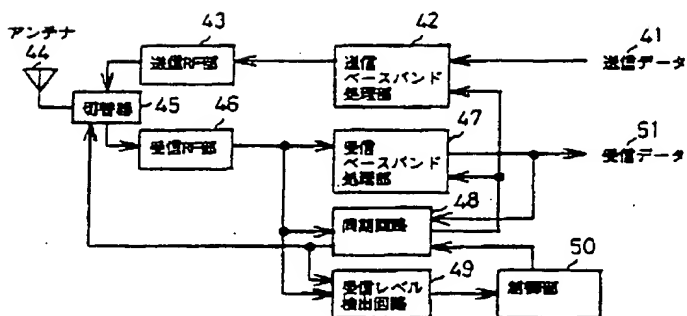 アンテナ
44
43
送信RF部
42
送信
ベースバンド
処理部
41
送信データ
切替器
45
46
受信RF部
47
受信
ベースバンド
処理部
51
受信データ
48
同期回路
49
受信レベル
検出回路
50
制御部